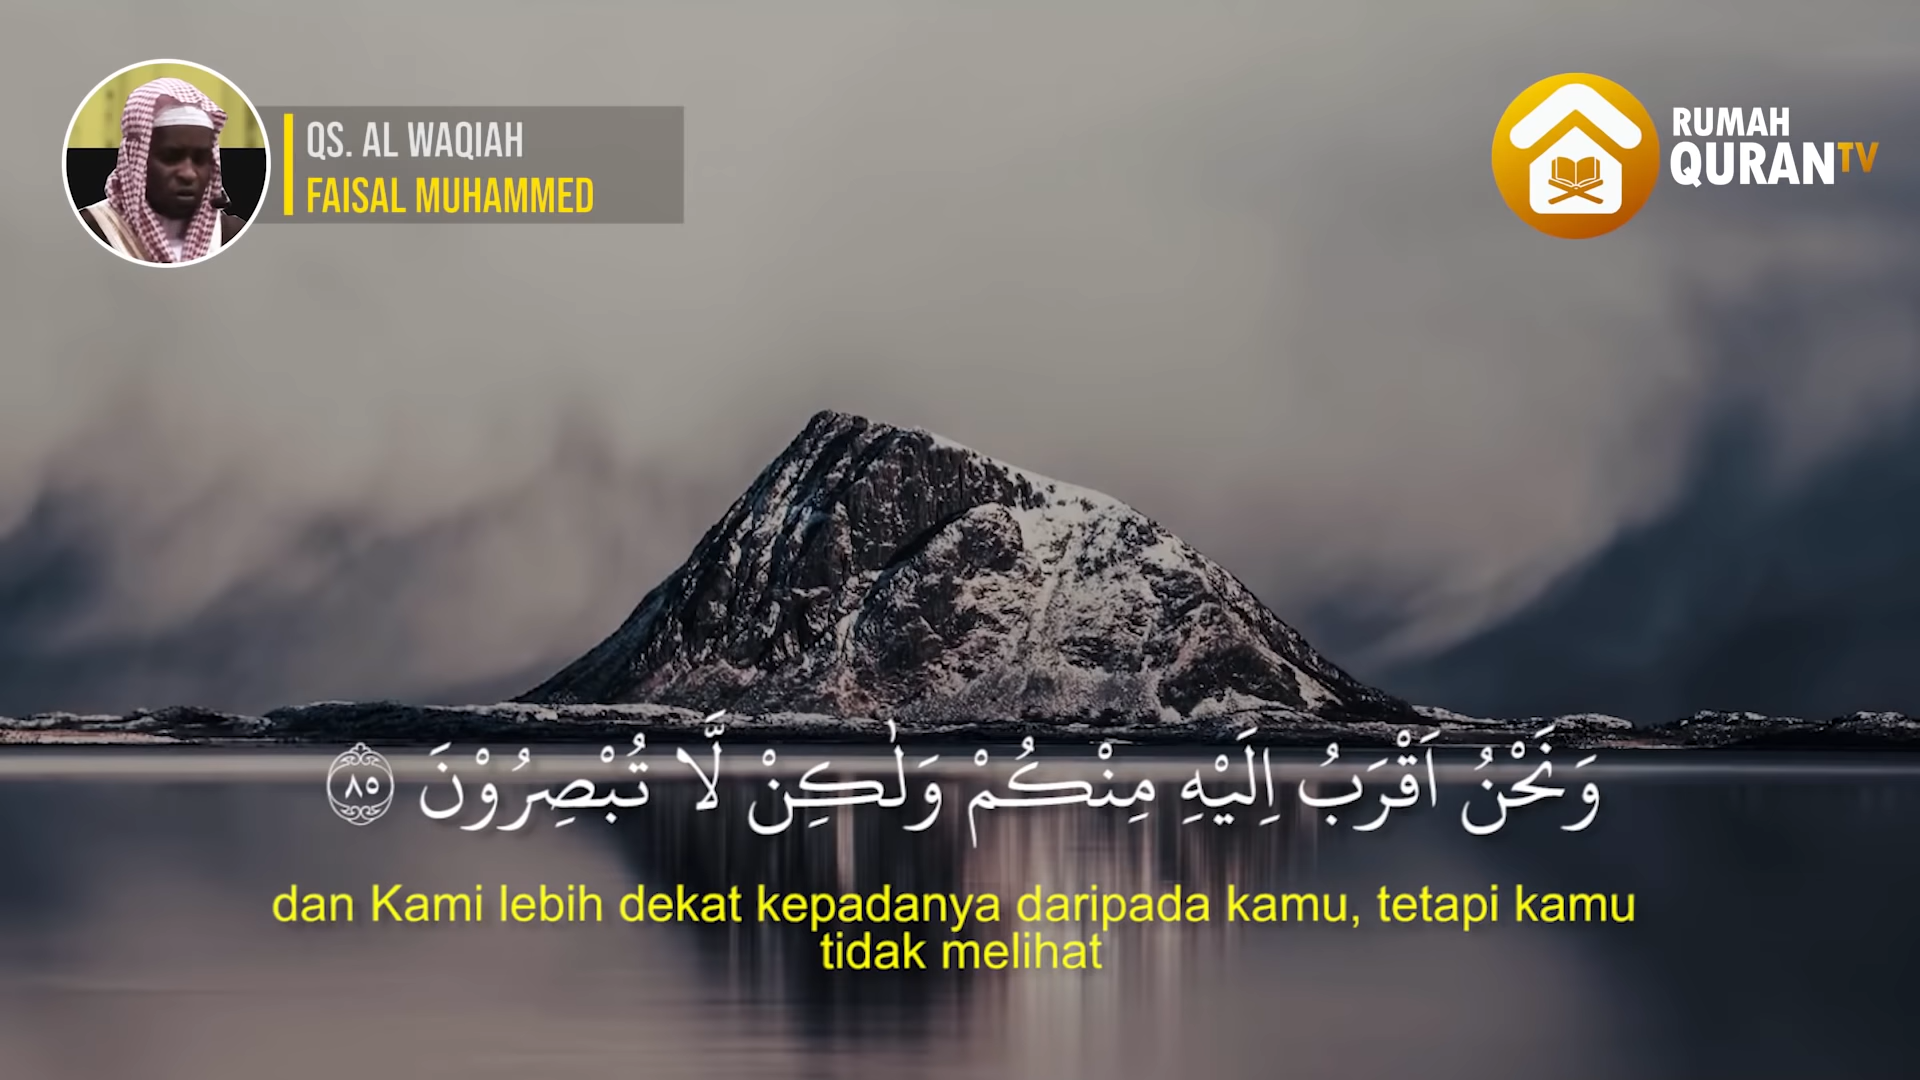 QS. AL WAQIAH
FAISAL MUHAMMED
RUMAH
QURANTV
وَنَحْنُ اَقْرَبُ اِلَيْهِ مِنْكُمْ وَلٰكِنْ لَّا تُبْصِرُوْنَ ٨٥
dan Kami lebih dekat kepadanya daripada kamu, tetapi kamu
tidak melihat